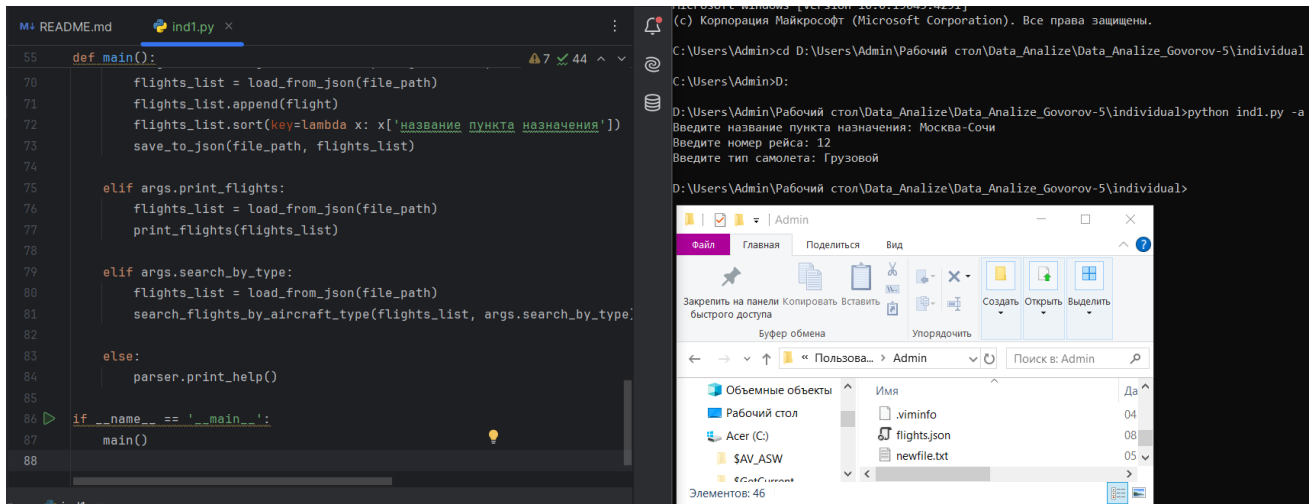 README.md
ind1.py
55 def main():
7 44
70 flights_list = load_from_json(file_path)
71 flights_list.append(flight)
72 flights_list.sort(key=lambda x: x['название пункта назначения'])
73 save_to_json(file_path, flights_list)
74
75 elif args.print_flights:
76 flights_list = load_from_json(file_path)
77 print_flights(flights_list)
78
79 elif args.search_by_type:
80 flights_list = load_from_json(file_path)
81 search_flights_by_aircraft_type(flights_list, args.search_by_type
82
83 else:
84 parser.print_help()
85
86 if __name__ == '__main__':
87 main()
88
(c) Корпорация Майкрософт (Microsoft Corporation). Все права защищены.
C:\Users\Admin>cd D:\Users\Admin\Рабочий стол\Data_Analize\Data_Analize_Govorov-5\individual
C:\Users\Admin>D:
D:\Users\Admin\Рабочий стол\Data_Analize\Data_Analize_Govorov-5\individual>python ind1.py -a
Введите название пункта назначения: Москва-Сочи
Введите номер рейса: 12
Введите тип самолета: Грузовой
D:\Users\Admin\Рабочий стол\Data_Analize\Data_Analize_Govorov-5\individual>
Admin
Файл Главная Поделиться Вид
Закрепить на панели быстрого доступа
Копировать
Вставить
Создать
Открыть
Выделить
Буфер обмена
Упорядочить
« Пользова... > Admin
Поиск в: Admin
Объемные объекты
Рабочий стол
Acer (C:)
$AV_ASW
Имя
Да
.viminfo 04
flights.json 08
newfile.txt 05
Элементов: 46